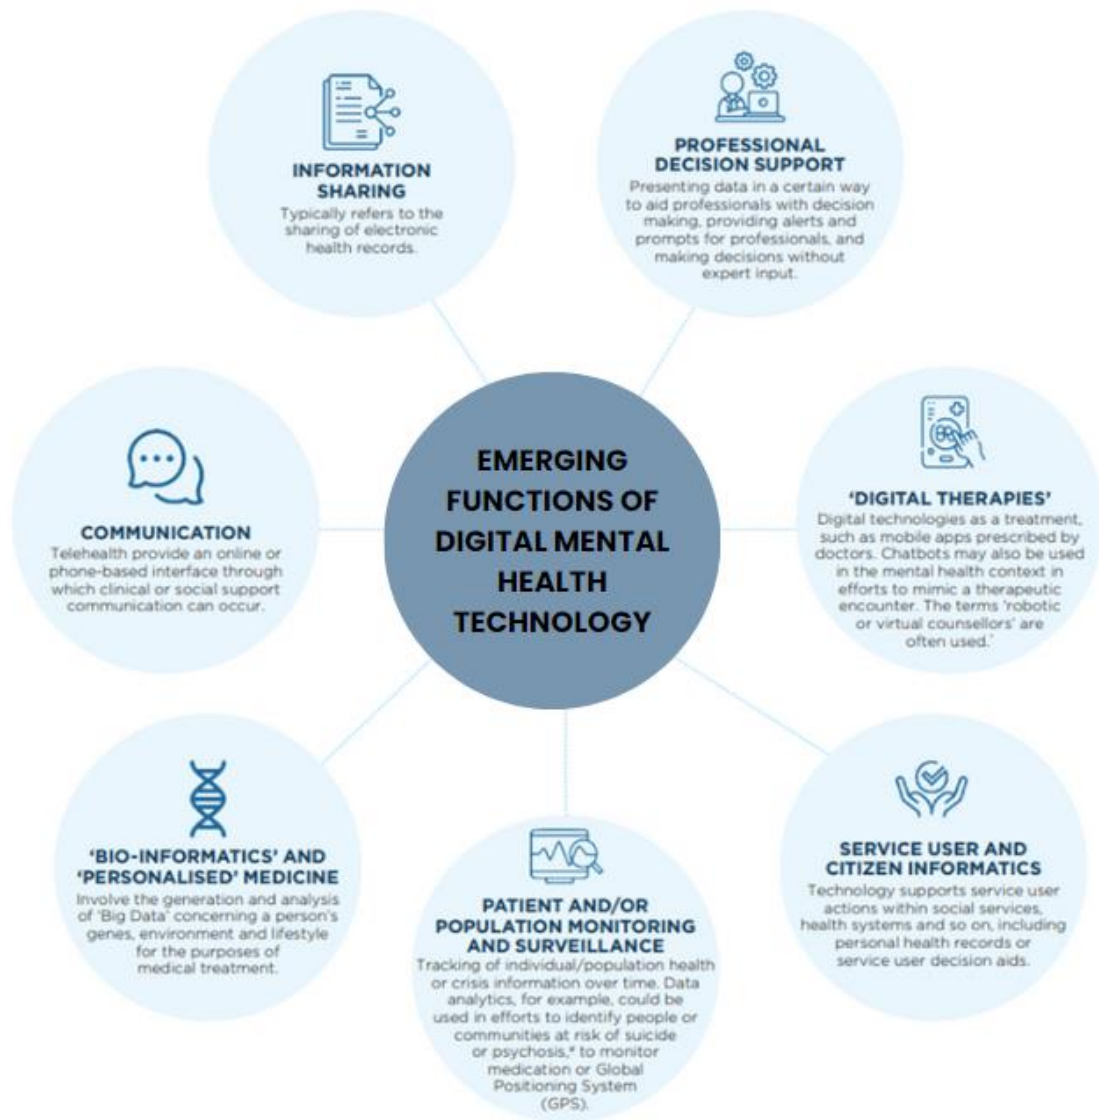 INFORMATION
SHARING
Typically refers to the
sharing of electronic
health records.
PROFESSIONAL
DECISION SUPPORT
Presenting data in a certain way
to aid professionals with decision
making, providing alerts and
prompts for professionals, and
making decisions without
expert input.
COMMUNICATION
Telehealth provide an online or
phone-based interface through
which clinical or social support
communication can occur.
EMERGING
FUNCTIONS OF
DIGITAL MENTAL
HEALTH
TECHNOLOGY
‘DIGITAL THERAPIES’
Digital technologies as a treatment,
such as mobile apps prescribed by
doctors. Chatbots may also be used
in the mental health context in
efforts to mimic a therapeutic
encounter. The terms ‘robotic
or virtual counsellors’ are
often used.
‘BIO-INFORMATICS’ AND
‘PERSONALISED’ MEDICINE
Involve the generation and analysis
of ‘Big Data’ concerning a person’s
genes, environment and lifestyle
for the purposes of
medical treatment.
PATIENT AND/OR
POPULATION MONITORING
AND SURVEILLANCE
Tracking of individual/population health
or crisis information over time. Data
analytics, for example, could be
used in efforts to identify people or
communities at risk of suicide
or psychosis, to monitor
medication or Global
Positioning System
(GPS).
SERVICE USER AND
CITIZEN INFORMATICS
Technology supports service user
actions within social services,
health systems and so on, including
personal health records or
service user decision aids.